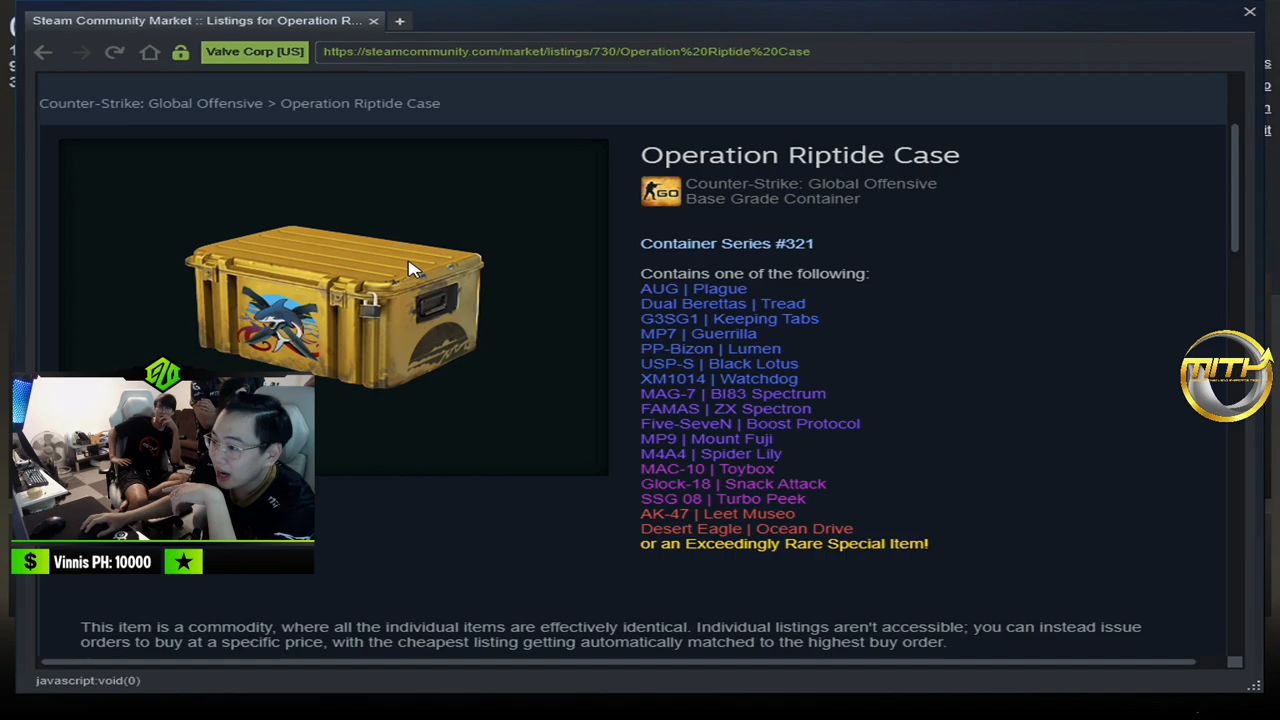 Steam Community Market :: Listings for Operation R...
Valve Corp [US]
https://steamcommunity.com/market/listings/730/Operation%20Riptide%20Case
Counter-Strike: Global Offensive > Operation Riptide Case
Operation Riptide Case
GO
Counter-Strike: Global Offensive
Base Grade Container
Container Series #321
Contains one of the following:
AUG | Plague
Dual Berettas | Tread
G3SG1 | Keeping Tabs
MP7 | Guerrilla
PP-Bizon | Lumen
USP-S | Black Lotus
XM1014 | Watchdog
MAG-7 | BI83 Spectrum
FAMAS | ZX Spectron
Five-SeveN | Boost Protocol
MP9 | Mount Fuji
M4A4 | Spider Lily
MAC-10 | Toybox
Glock-18 | Snack Attack
SSG 08 | Turbo Peek
AK-47 | Leet Museo
Desert Eagle | Ocean Drive
or an Exceedingly Rare Special Item!
MITH
$ Vinnis PH: 10000
This item is a commodity, where all the individual items are effectively identical. Individual listings aren't accessible; you can instead issue
orders to buy at a specific price, with the cheapest listing getting automatically matched to the highest buy order.
javascript:void(0)